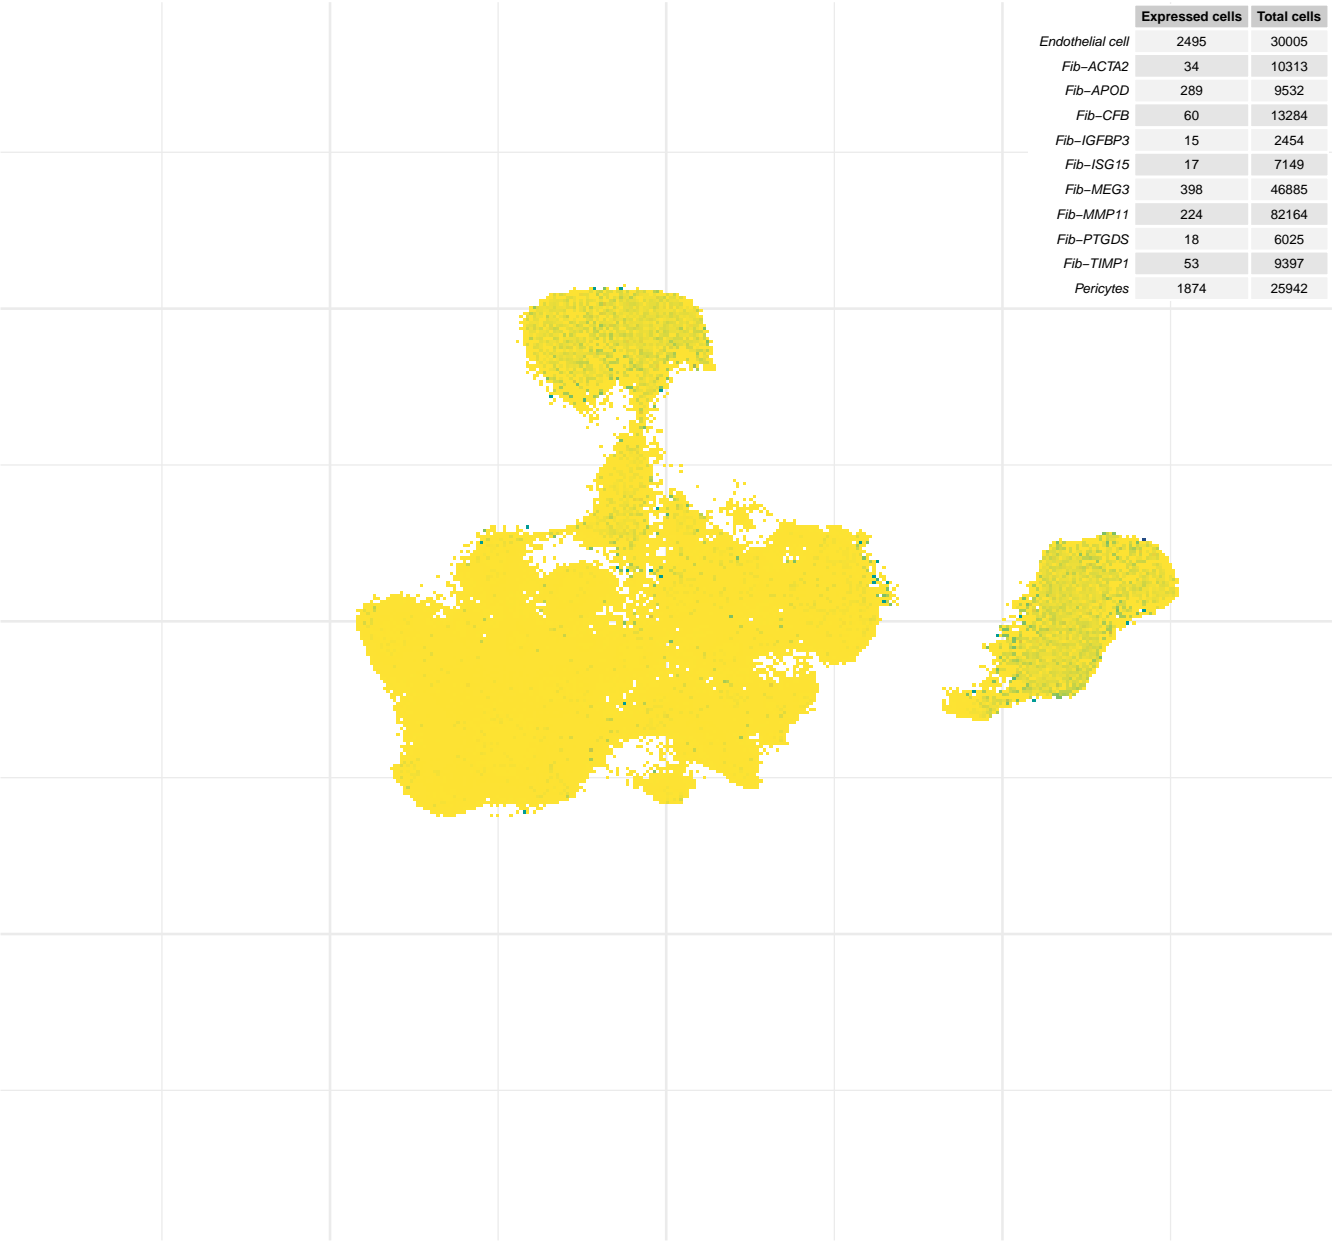 Expressed cells Total cells
Endothelial cell 2495 30005
Fib−ACTA2 34 10313
Fib−APOD 289 9532
Fib−CFB 60 13284
Fib−IGFBP3 15 2454
Fib−ISG15 17 7149
Fib−MEG3 398 46885
Fib−MMP11 224 82164
Fib−PTGDS 18 6025
Fib−TIMP1 53 9397
Pericytes 1874 25942